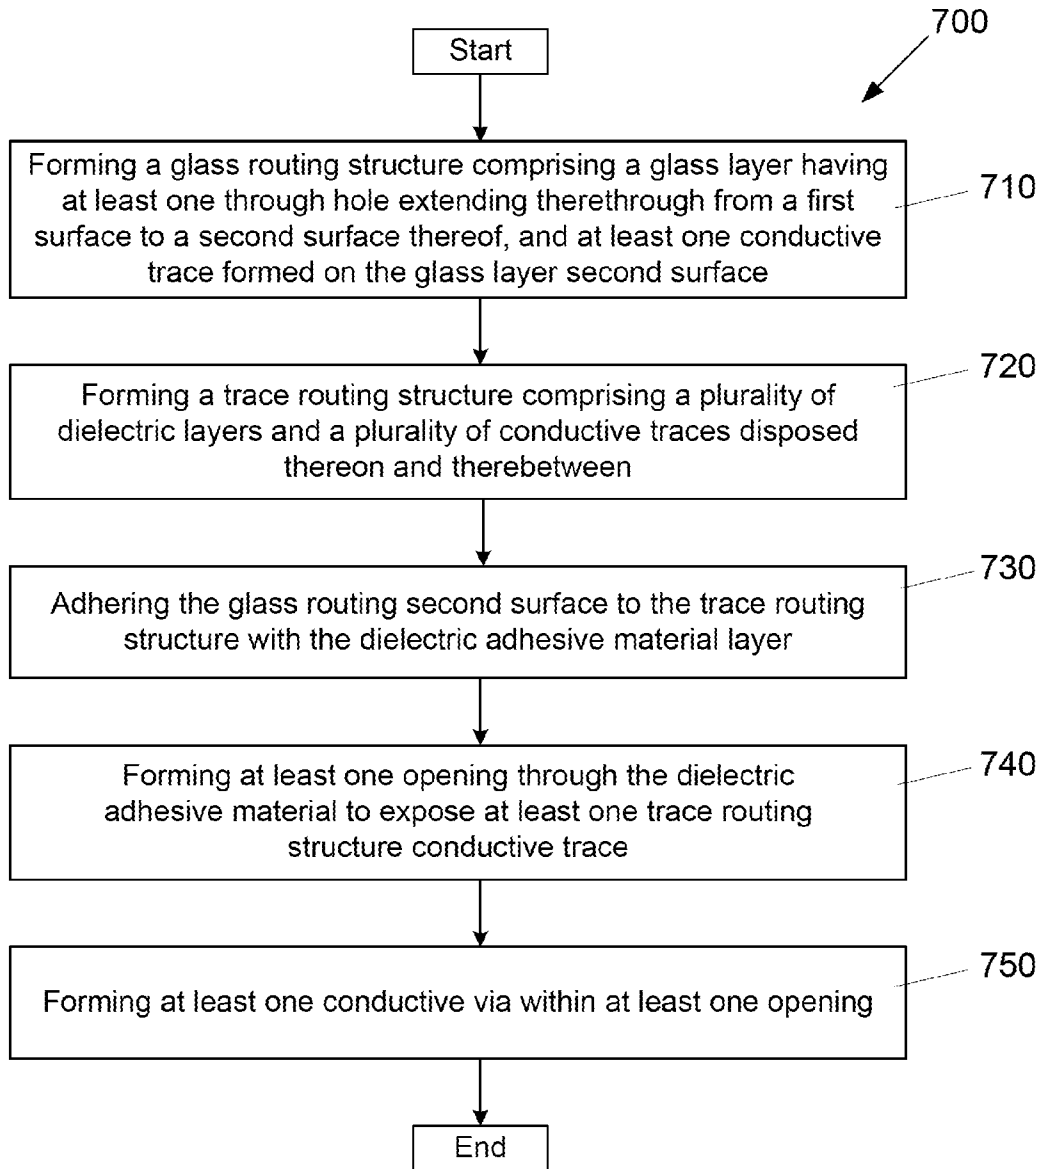 700
Start
Forming a glass routing structure comprising a glass layer having
at least one through hole extending therethrough from a first
surface to a second surface thereof, and at least one conductive
trace formed on the glass layer second surface
710
Forming a trace routing structure comprising a plurality of
dielectric layers and a plurality of conductive traces disposed
thereon and therebetween
720
Adhering the glass routing second surface to the trace routing
structure with the dielectric adhesive material layer
730
Forming at least one opening through the dielectric
adhesive material to expose at least one trace routing
structure conductive trace
740
Forming at least one conductive via within at least one opening
750
End